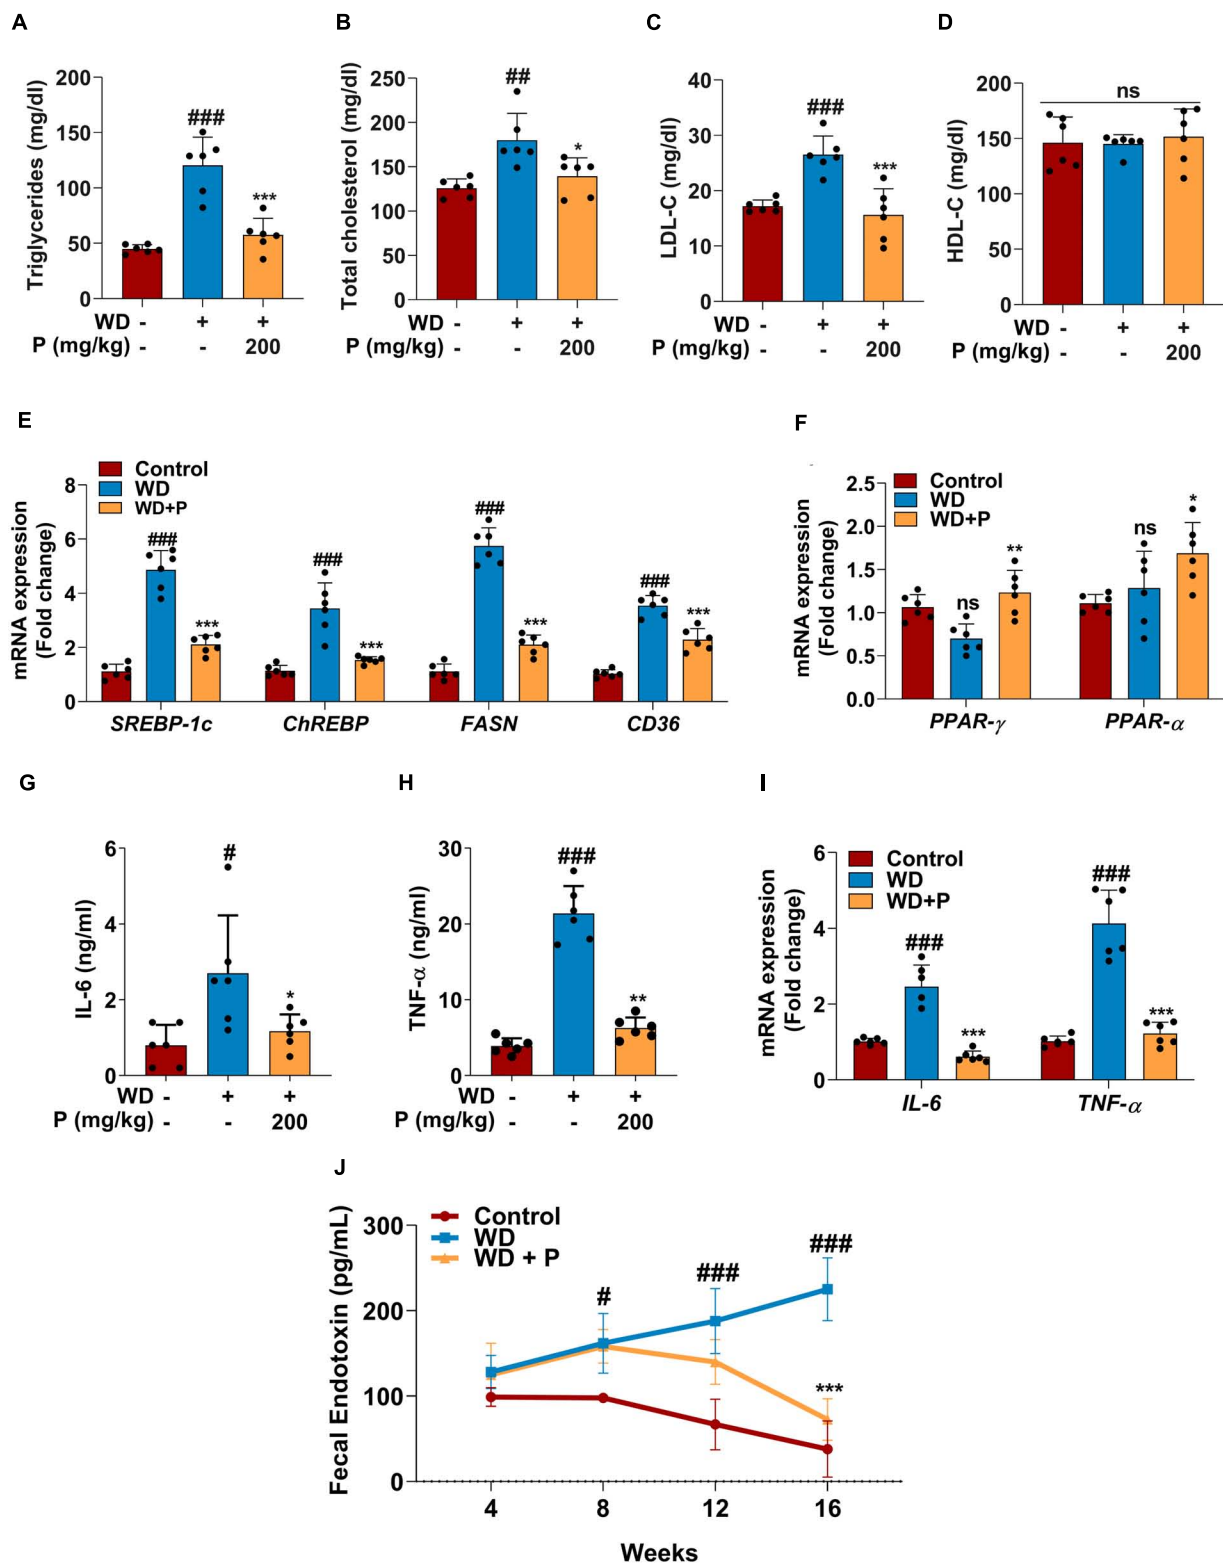 A
B
C
D
Triglycerides (mg/dl)
200
150
100
50
0
###
***
WD - + +
P (mg/kg) - - 200
Total cholesterol (mg/dl)
250
200
150
100
50
0
##
*
WD - + +
P (mg/kg) - - 200
LDL-C (mg/dl)
40
30
20
10
0
###
***
WD - + +
P (mg/kg) - - 200
HDL-C (mg/dl)
200
150
100
50
0
ns
WD - + +
P (mg/kg) - - 200
E
mRNA expression
(Fold change)
8
6
4
2
0
Control
WD
WD+P
###
***
###
***
###
***
###
***
SREBP-1c ChREBP FASN CD36
F
mRNA expression
(Fold change)
2.5
2.0
1.5
1.0
0.5
0.0
Control
WD
WD+P
ns
**
ns
*
PPAR-γ PPAR-α
G
IL-6 (ng/ml)
6
4
2
0
#
*
WD - + +
P (mg/kg) - - 200
H
TNF-α (ng/ml)
30
20
10
0
###
**
WD - + +
P (mg/kg) - - 200
I
mRNA expression
(Fold change)
6
4
2
0
Control
WD
WD+P
###
***
###
***
IL-6 TNF-α
J
Fecal Endotoxin (pg/mL)
300
200
100
0
Control
WD
WD + P
#
###
###
***
4 8 12 16
Weeks